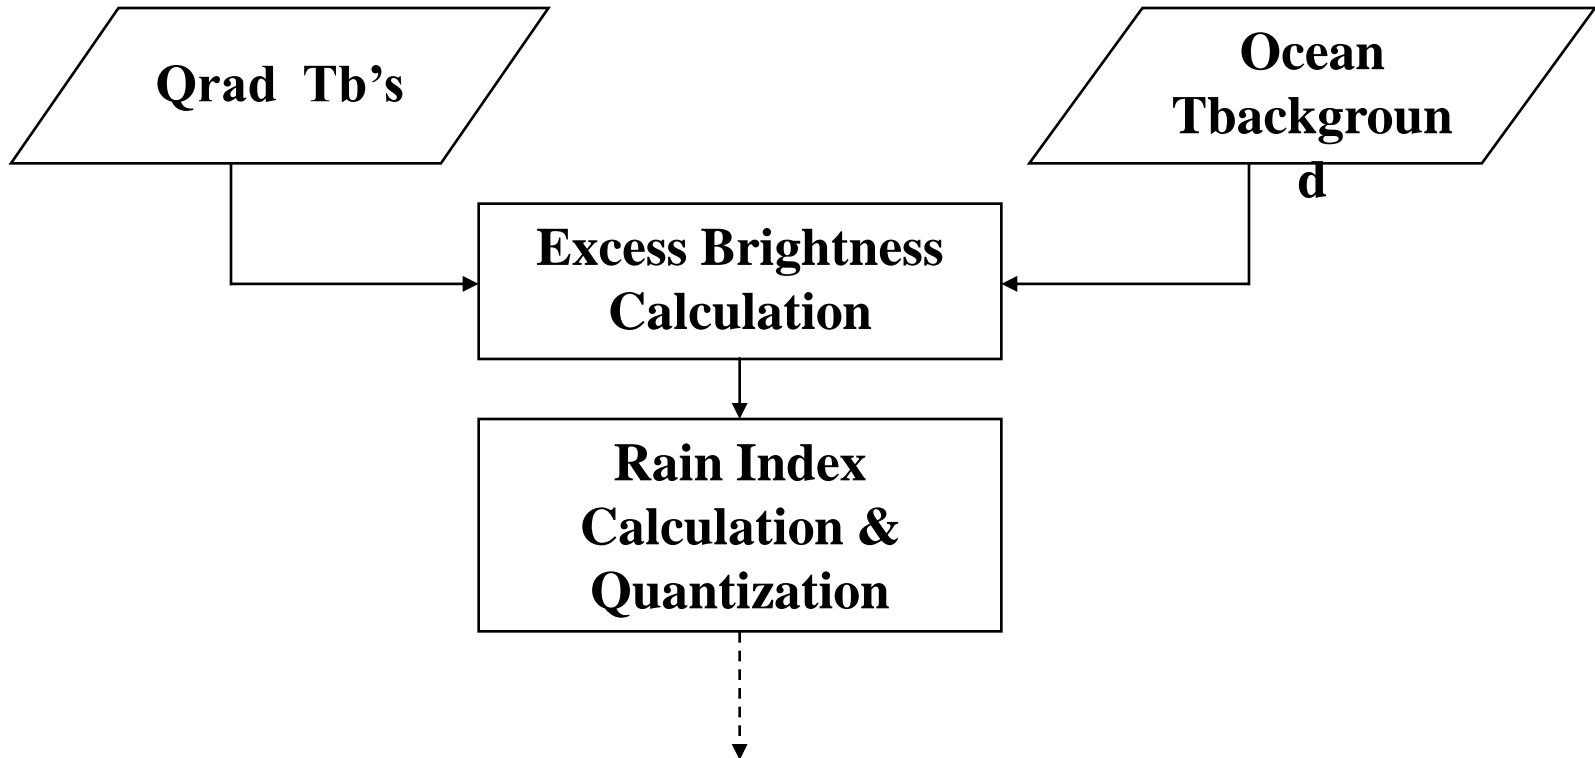 Qrad Tb's
Ocean
Tbackgroun
d
Excess Brightness
Calculation
Rain Index
Calculation &
Quantization